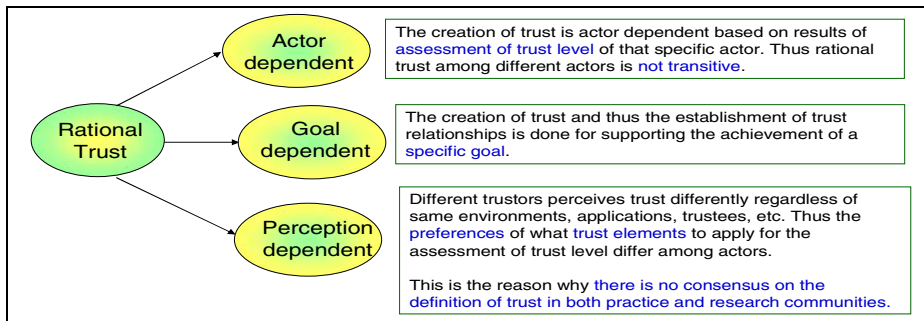 Actor
dependent
The creation of trust is actor dependent based on results of
assessment of trust level of that specific actor. Thus rational
trust among different actors is not transitive.
Rational
Trust
Goal
dependent
The creation of trust and thus the establishment of trust
relationships is done for supporting the achievement of a
specific goal.
Perception
dependent
Different trustors perceives trust differently regardless of
same environments, applications, trustees, etc. Thus the
preferences of what trust elements to apply for the
assessment of trust level differ among actors.
This is the reason why there is no consensus on the
definition of trust in both practice and research communities.